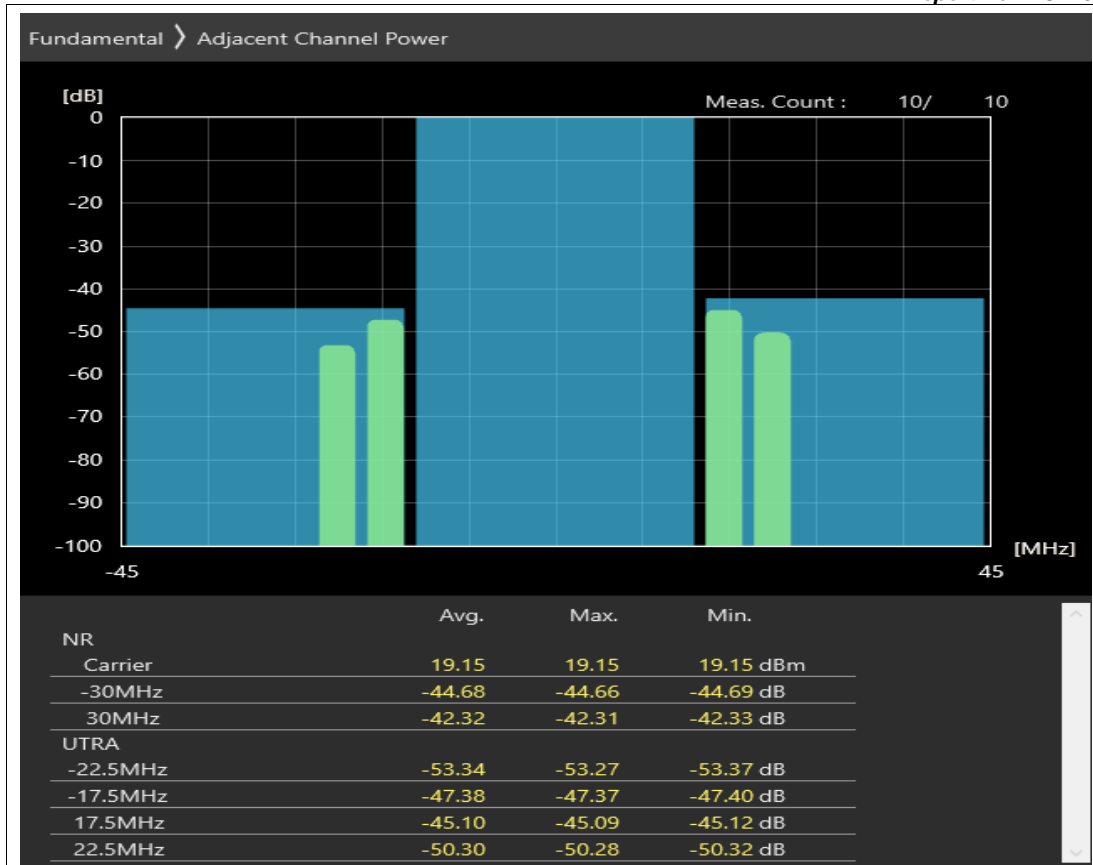 Fundamental 〉 Adjacent Channel Power
[dB]
Meas. Count : 10/ 10
0
-10
-20
-30
-40
-50
-60
-70
-80
-90
-100
[MHz]
-45 45
Avg. Max. Min.
NR
Carrier 19.15 19.15 19.15 dBm
-30MHz -44.68 -44.66 -44.69 dB
30MHz -42.32 -42.31 -42.33 dB
UTRA
-22.5MHz -53.34 -53.27 -53.37 dB
-17.5MHz -47.38 -47.37 -47.40 dB
17.5MHz -45.10 -45.09 -45.12 dB
22.5MHz -50.30 -50.28 -50.32 dB